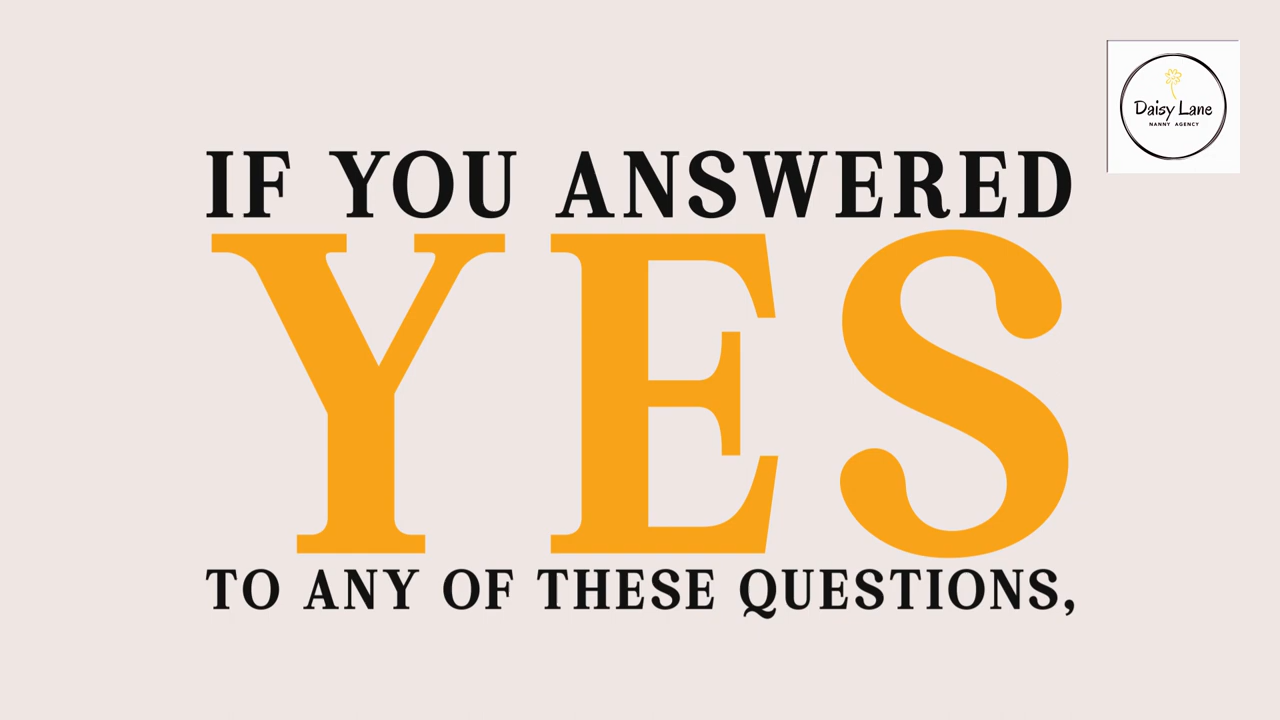 Daisy Lane
NANNY AGENCY
IF YOU ANSWERED
YES
TO ANY OF THESE QUESTIONS,